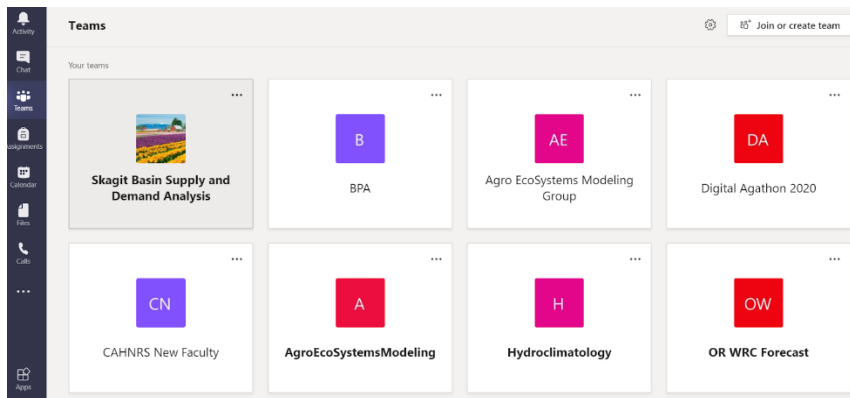 Activity
Chat
Teams
Assignments
Calendar
Files
Calls
...
Apps
Teams
Join or create team
Your teams
...
Skagit Basin Supply and
Demand Analysis
...
B
BPA
...
AE
Agro EcoSystems Modeling
Group
...
DA
Digital Agathon 2020
...
CN
CAHNRS New Faculty
...
A
AgroEcoSystemsModeling
...
H
Hydroclimatology
...
OW
OR WRC Forecast